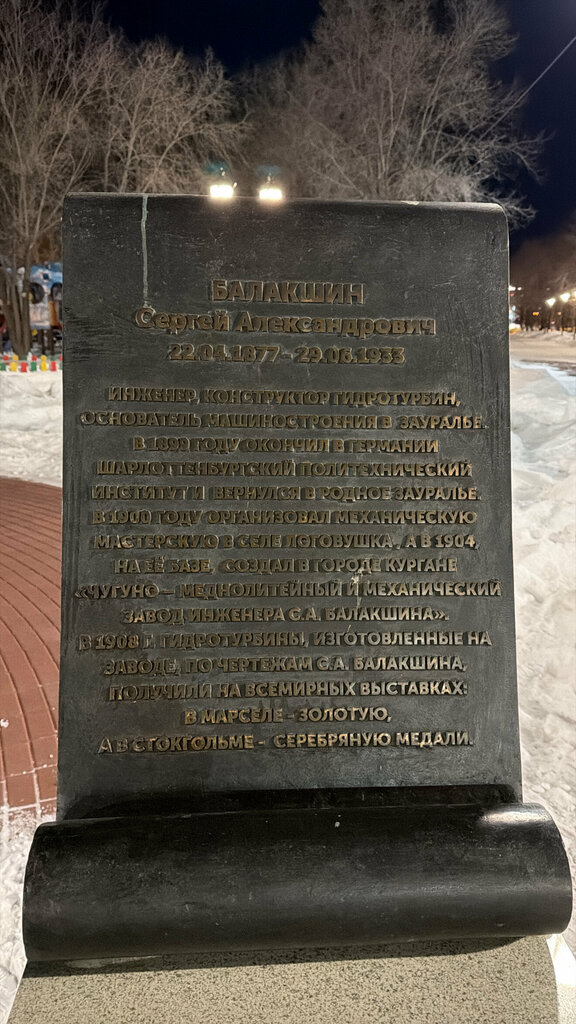 БАЛАКШИН
Сергей Александрович
22.04.1877 - 29.06.1933
ИНЖЕНЕР, КОНСТРУКТОР ГИДРОТУРБИН,
ОСНОВАТЕЛЬ МАШИНОСТРОЕНИЯ В ЗАУРАЛЬЕ.
В 1899 ГОДУ ОКОНЧИЛ В ГЕРМАНИИ
ШАРЛОТТЕНБУРГСКИЙ ПОЛИТЕХНИЧЕСКИЙ
ИНСТИТУТ И ВЕРНУЛСЯ В РОДНОЕ ЗАУРАЛЬЕ.
В 1900 ГОДУ ОРГАНИЗОВАЛ МЕХАНИЧЕСКУЮ
МАСТЕРСКУЮ В СЕЛЕ ЛОГОВУШКА, А В 1904,
НА ЕЁ БАЗЕ, СОЗДАЛ В ГОРОДЕ КУРГАНЕ
«ЧУГУНО – МЕДНОЛИТЕЙНЫЙ И МЕХАНИЧЕСКИЙ
ЗАВОД ИНЖЕНЕРА С.А. БАЛАКШИНА».
В 1908 Г. ГИДРОТУРБИНЫ, ИЗГОТОВЛЕННЫЕ НА
ЗАВОДЕ, ПО ЧЕРТЕЖАМ С.А. БАЛАКШИНА,
ПОЛУЧИЛИ НА ВСЕМИРНЫХ ВЫСТАВКАХ:
В МАРСЕЛЕ - ЗОЛОТУЮ,
А В СТОКГОЛЬМЕ - СЕРЕБРЯНУЮ МЕДАЛИ.